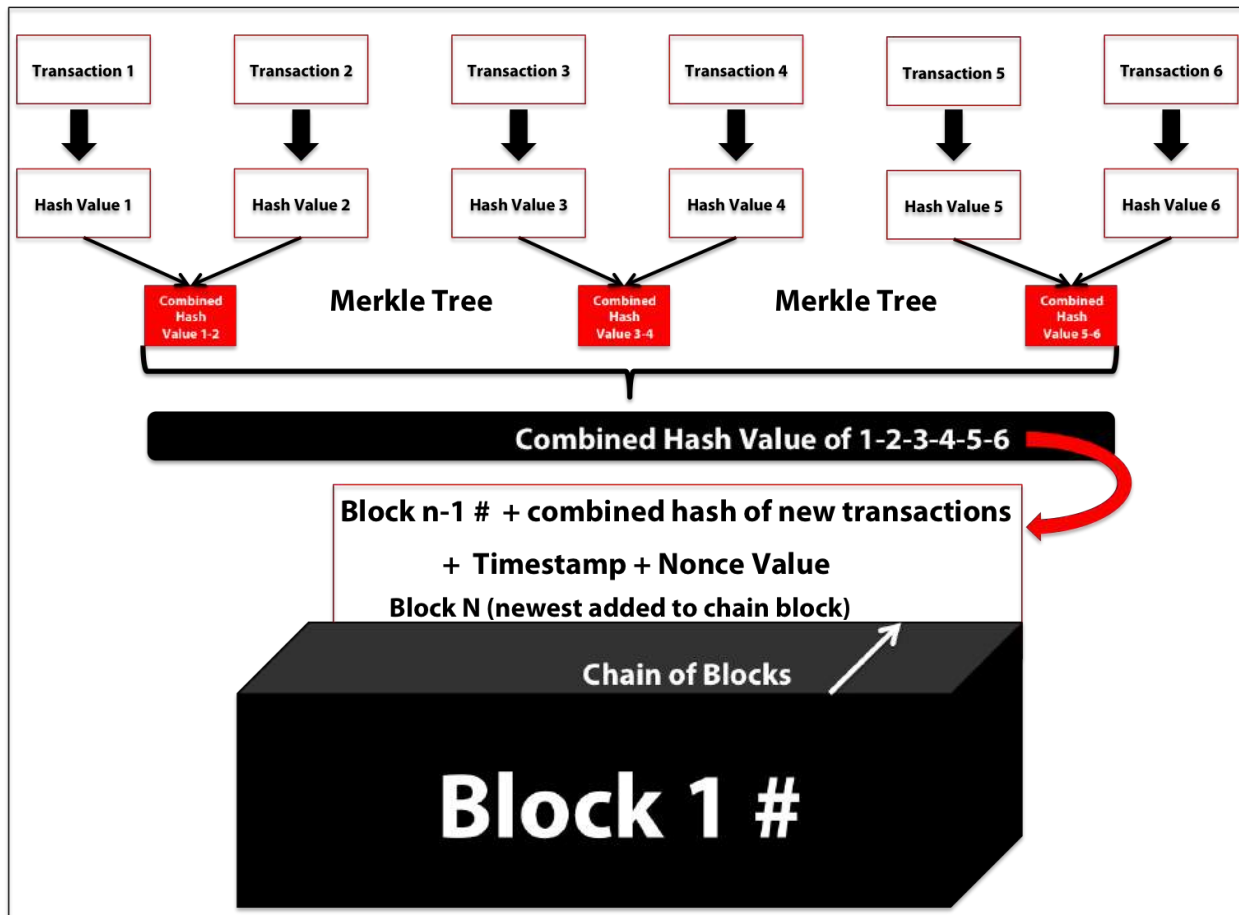 Transaction 1
Transaction 2
Transaction 3
Transaction 4
Transaction 5
Transaction 6
Hash Value 1
Hash Value 2
Hash Value 3
Hash Value 4
Hash Value 5
Hash Value 6
Combined
Hash
Value 1-2
Merkle Tree
Combined
Hash
Value 3-4
Merkle Tree
Combined
Hash
Value 5-6
Combined Hash Value of 1-2-3-4-5-6
Block n-1 # + combined hash of new transactions
+ Timestamp + Nonce Value
Block N (newest added to chain block)
Chain of Blocks
Block 1 #